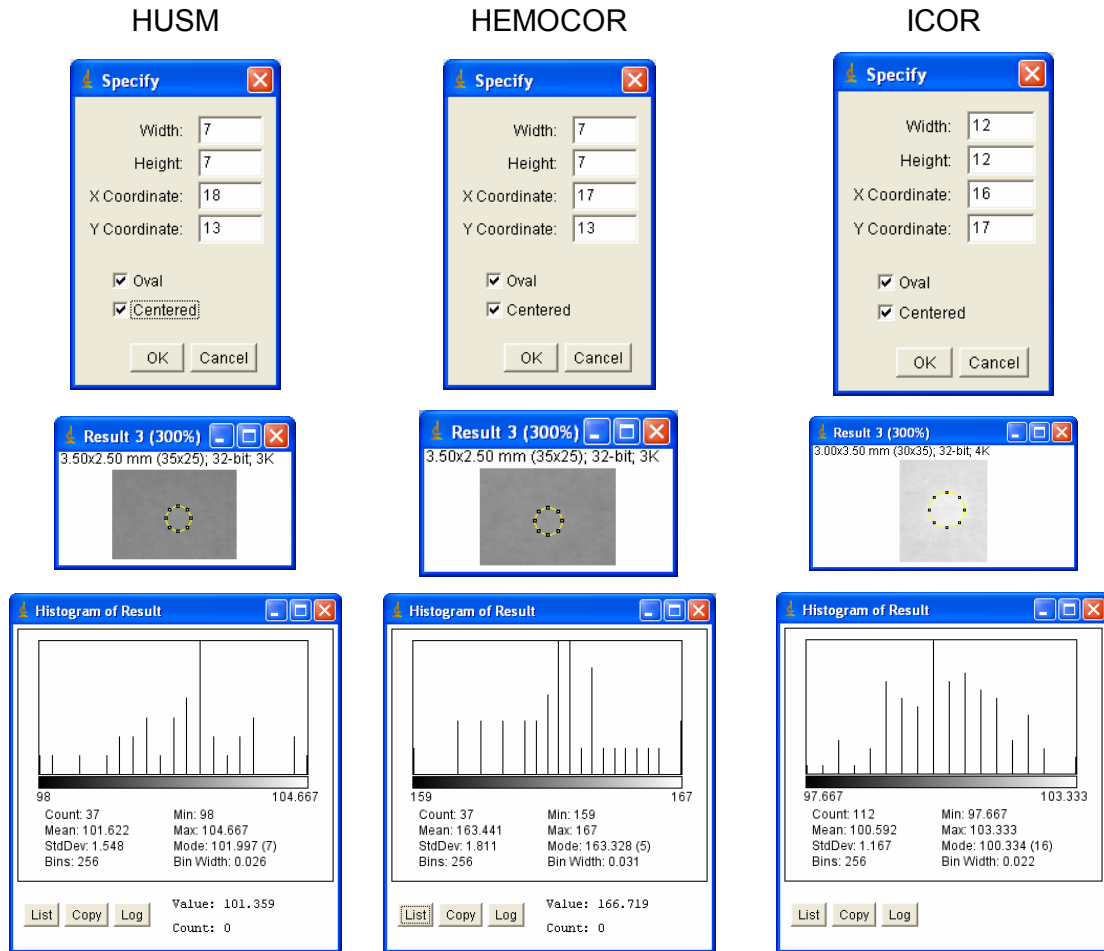 HUSM
Specify
Width: 7
Height: 7
X Coordinate: 18
Y Coordinate: 13
Oval
Centered
OK Cancel
Result 3 (300%)
3.50x2.50 mm (35x25); 32-bit; 3K
Histogram of Result
98 104.667
Count: 37 Min: 98
Mean: 101.622 Max: 104.667
StdDev: 1.548 Mode: 101.997 (7)
Bins: 256 Bin Width: 0.026
List Copy Log Value: 101.359
Count: 0
HEMOCOR
Specify
Width: 7
Height: 7
X Coordinate: 17
Y Coordinate: 13
Oval
Centered
OK Cancel
Result 3 (300%)
3.50x2.50 mm (35x25); 32-bit; 3K
Histogram of Result
159 167
Count: 37 Min: 159
Mean: 163.441 Max: 167
StdDev: 1.811 Mode: 163.328 (5)
Bins: 256 Bin Width: 0.031
List Copy Log Value: 166.719
Count: 0
ICOR
Specify
Width: 12
Height: 12
X Coordinate: 16
Y Coordinate: 17
Oval
Centered
OK Cancel
Result 3 (300%)
3.00x3.50 mm (30x35); 32-bit; 4K
Histogram of Result
97.667 103.333
Count: 112 Min: 97.667
Mean: 100.592 Max: 103.333
StdDev: 1.167 Mode: 100.334 (16)
Bins: 256 Bin Width: 0.022
List Copy Log